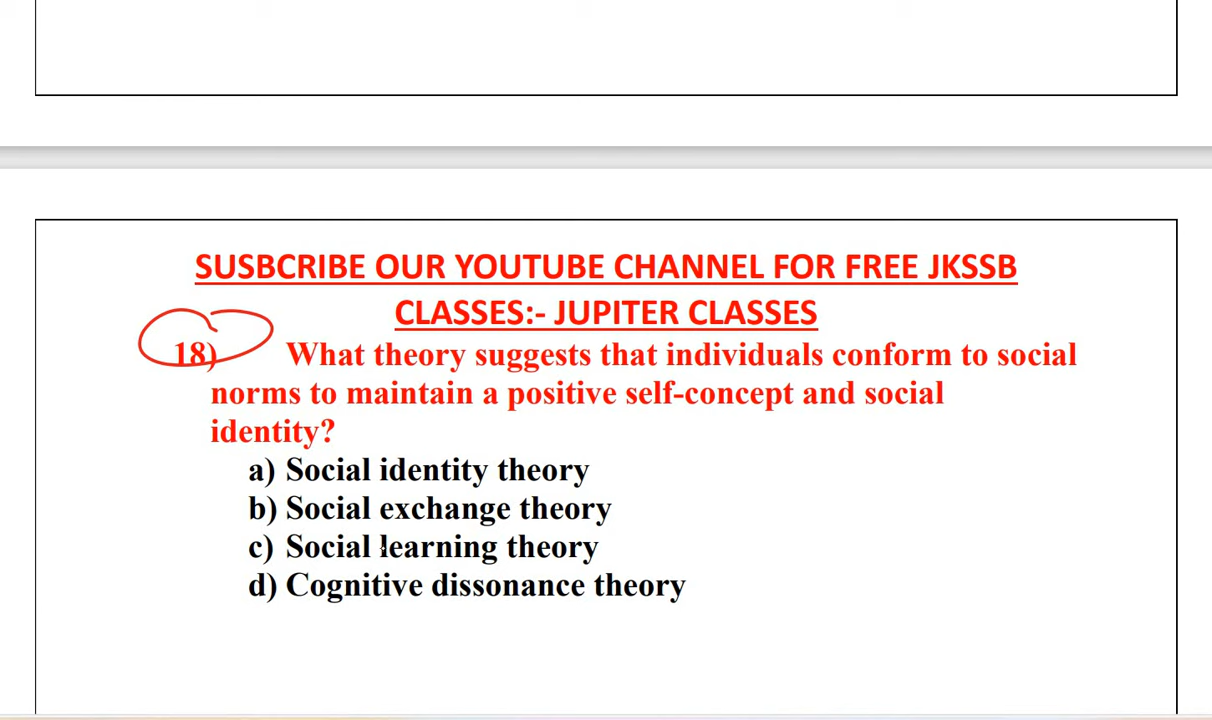 SUSBCRIBE OUR YOUTUBE CHANNEL FOR FREE JKSSB
CLASSES:- JUPITER CLASSES
18) What theory suggests that individuals conform to social
norms to maintain a positive self-concept and social
identity?
a) Social identity theory
b) Social exchange theory
c) Social learning theory
d) Cognitive dissonance theory